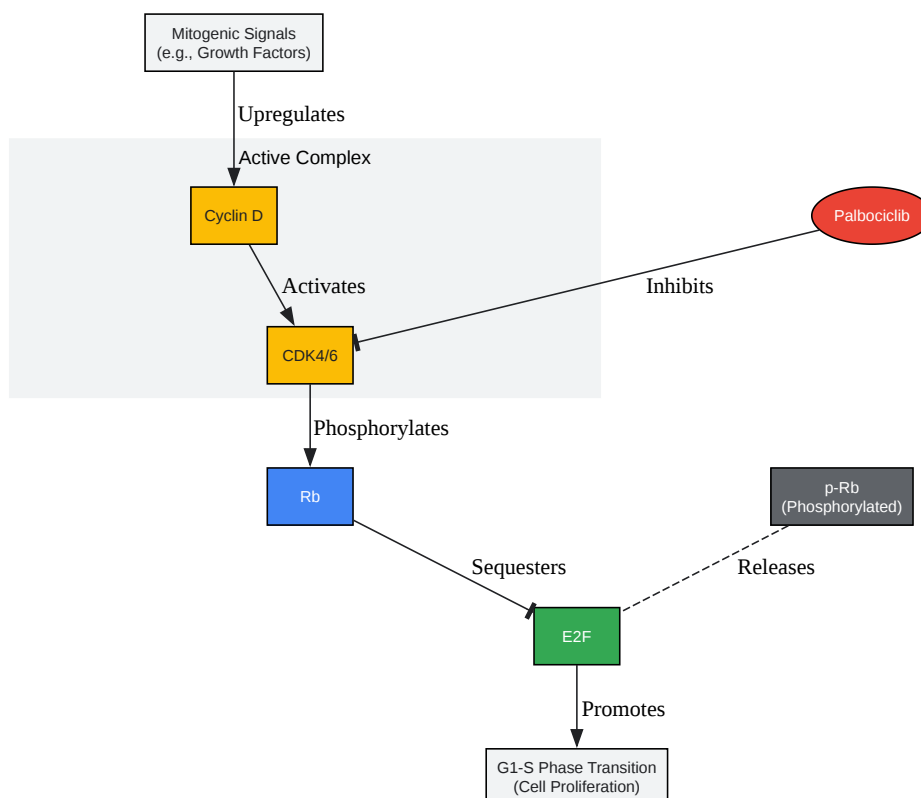 Mitogenic Signals
(e.g., Growth Factors)
Upregulates
Active Complex
Cyclin D
Palbociclib
Activates
Inhibits
CDK4/6
Phosphorylates
Rb
p-Rb
(Phosphorylated)
Sequesters
Releases
E2F
Promotes
G1-S Phase Transition
(Cell Proliferation)